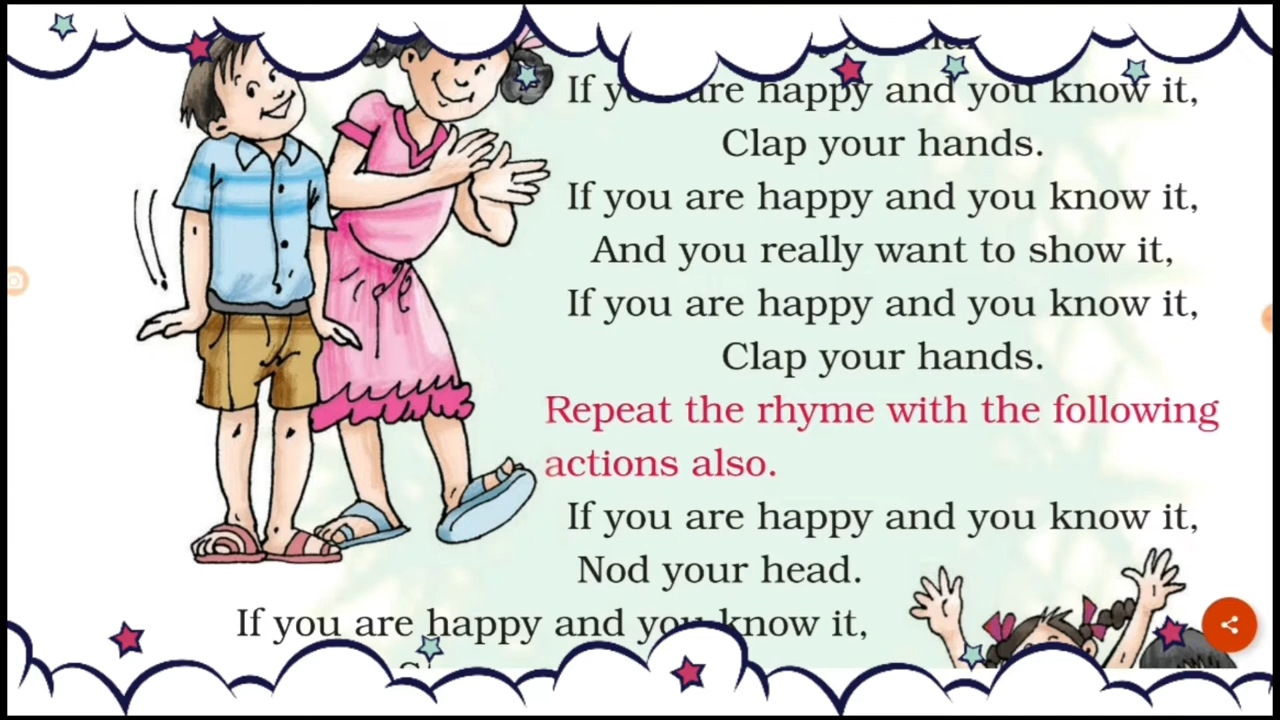 If you are happy and you know it,
Clap your hands.
If you are happy and you know it,
And you really want to show it,
If you are happy and you know it,
Clap your hands.
Repeat the rhyme with the following
actions also.
If you are happy and you know it,
Nod your head.
If you are happy and you know it,